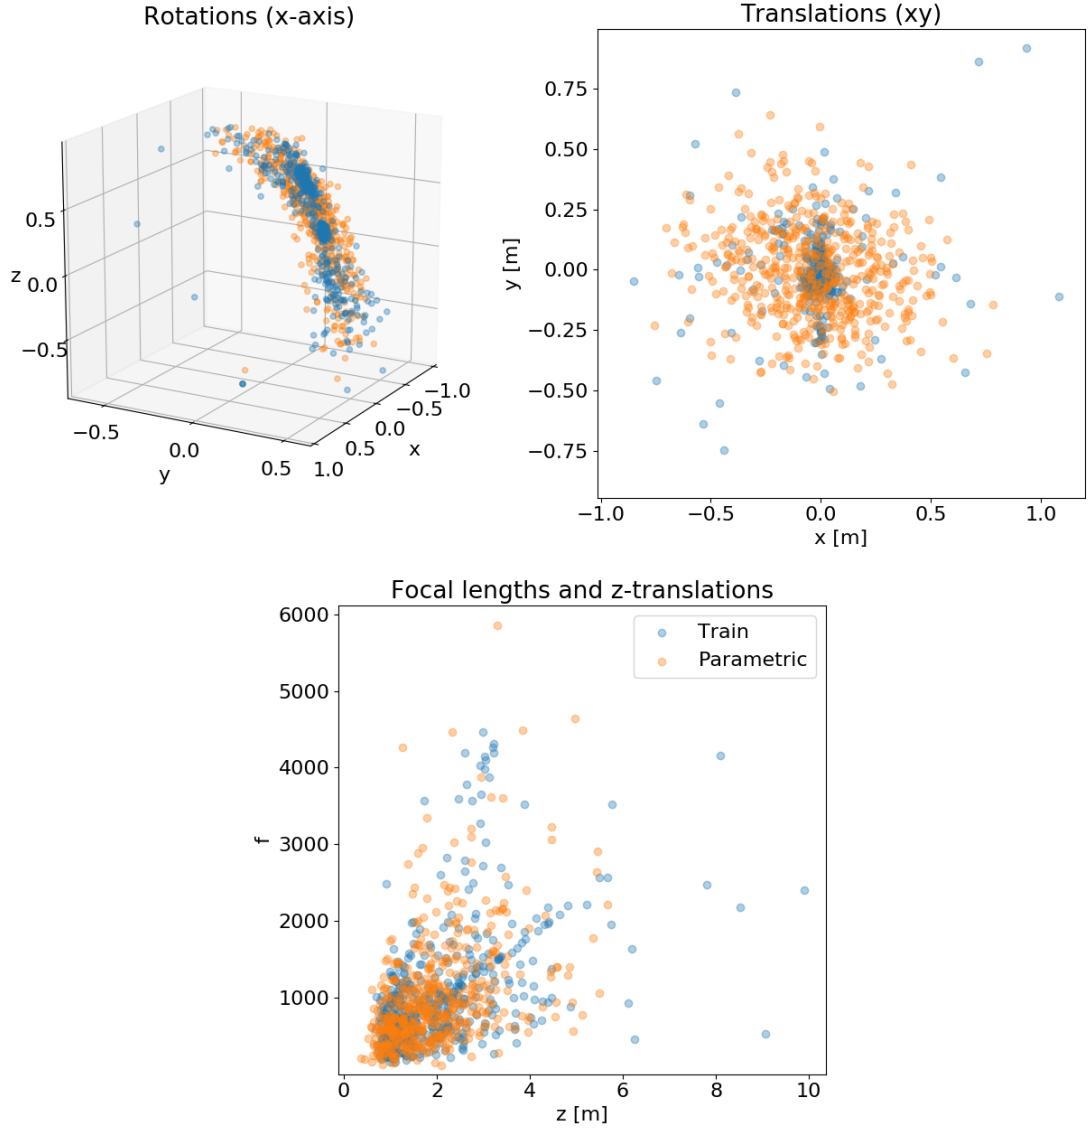 Rotations (x-axis)
0.5
z
0.0
−0.5
−0.5
0.0
0.5
y
1.0
0.5
0.0
−0.5
−1.0
x
Translations (xy)
0.75
0.50
0.25
0.00
−0.25
−0.50
−0.75
y [m]
−1.0
−0.5
0.0
0.5
1.0
x [m]
Focal lengths and z-translations
6000
5000
4000
3000
2000
1000
f
Train
Parametric
0
2
4
6
8
10
z [m]